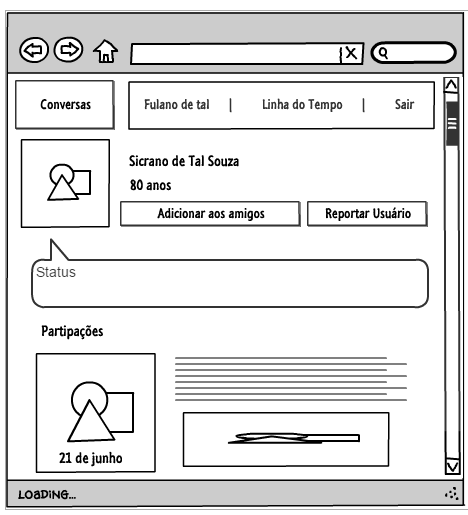 Conversas
Fulano de tal | Linha do Tempo | Sair
Sicrano de Tal Souza
80 anos
Adicionar aos amigos
Reportar Usuário
Status
Partipações
21 de junho
LOADING...